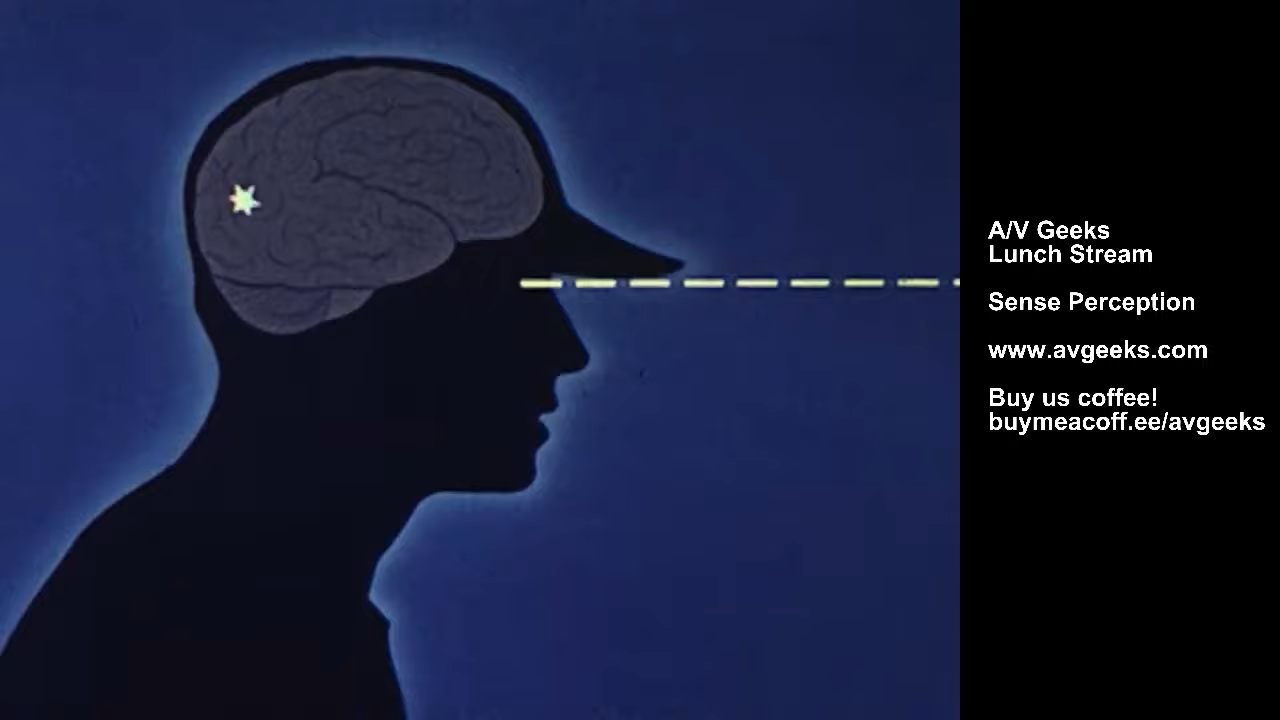 A/V Geeks
Lunch Stream
Sense Perception
www.avgeeks.com
Buy us coffee!
buymeacoff.ee/avgeeks